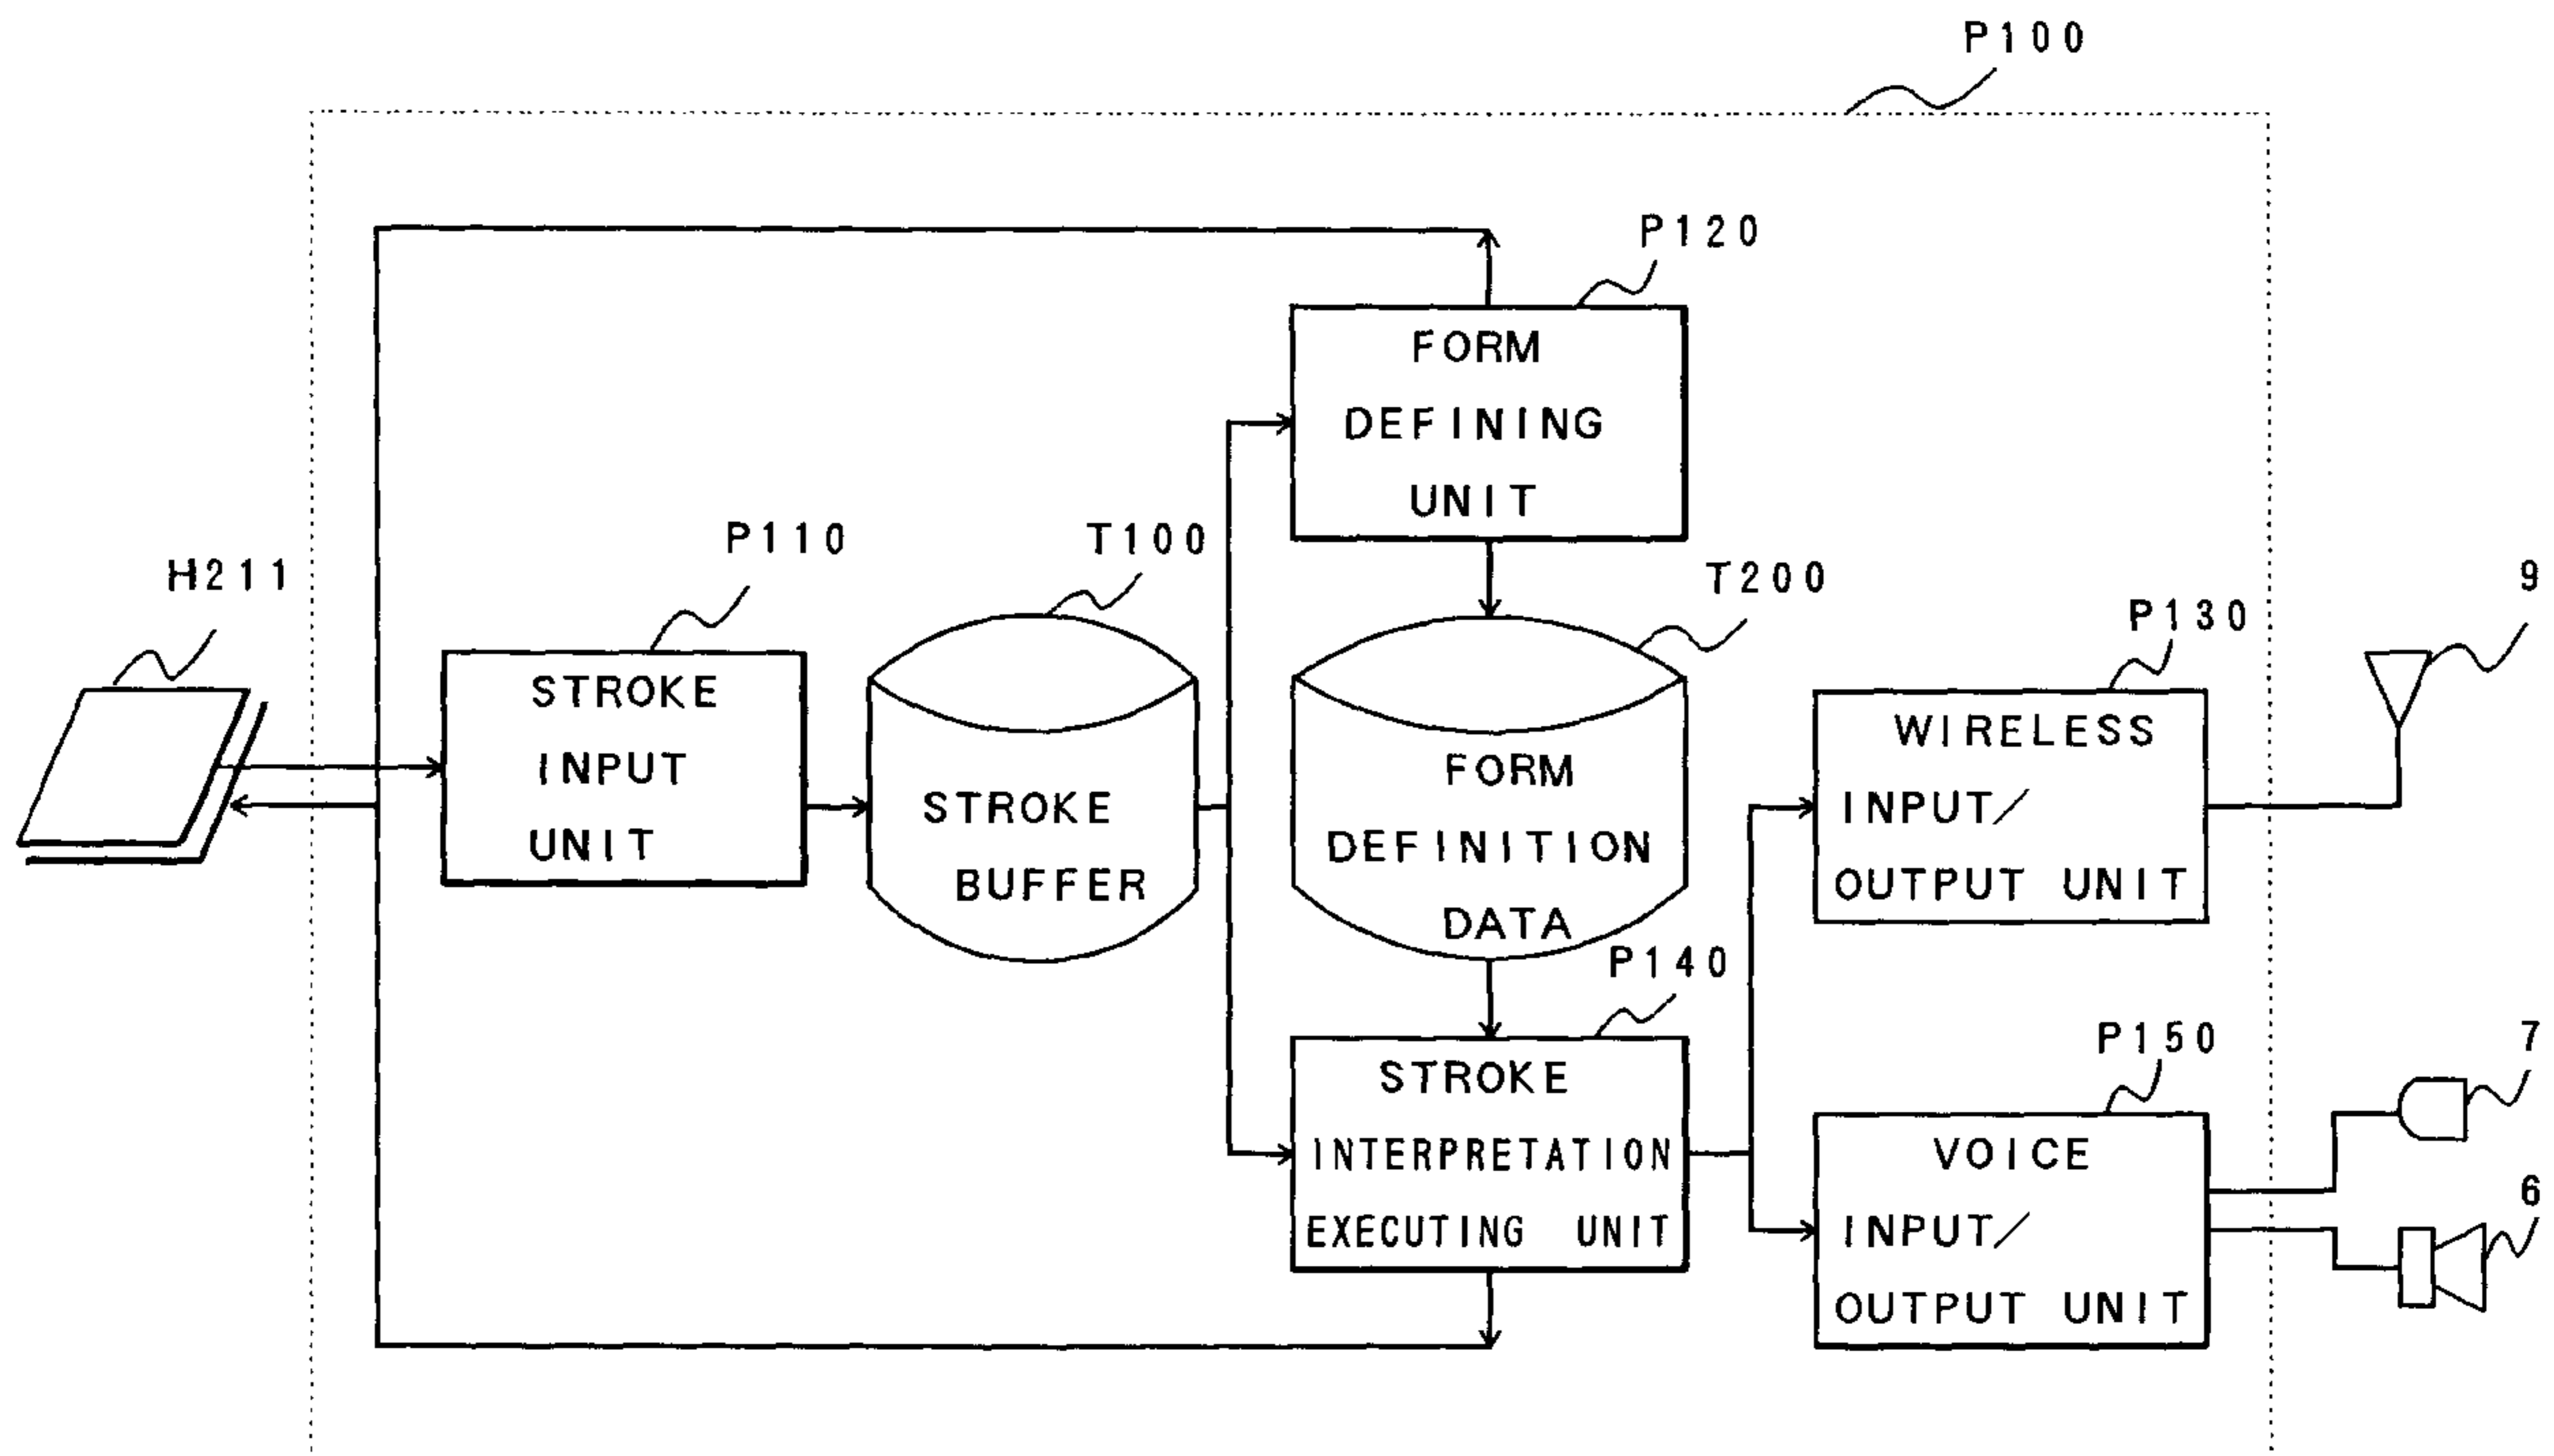 P100
P120
FORM
DEFINING
UNIT
H211
P110
STROKE
INPUT
UNIT
T100
STROKE
BUFFER
T200
FORM
DEFINITION
DATA
P130
WIRELESS
INPUT/
OUTPUT UNIT
9
P140
STROKE
INTERPRETATION
EXECUTING UNIT
P150
VOICE
INPUT/
OUTPUT UNIT
7
6